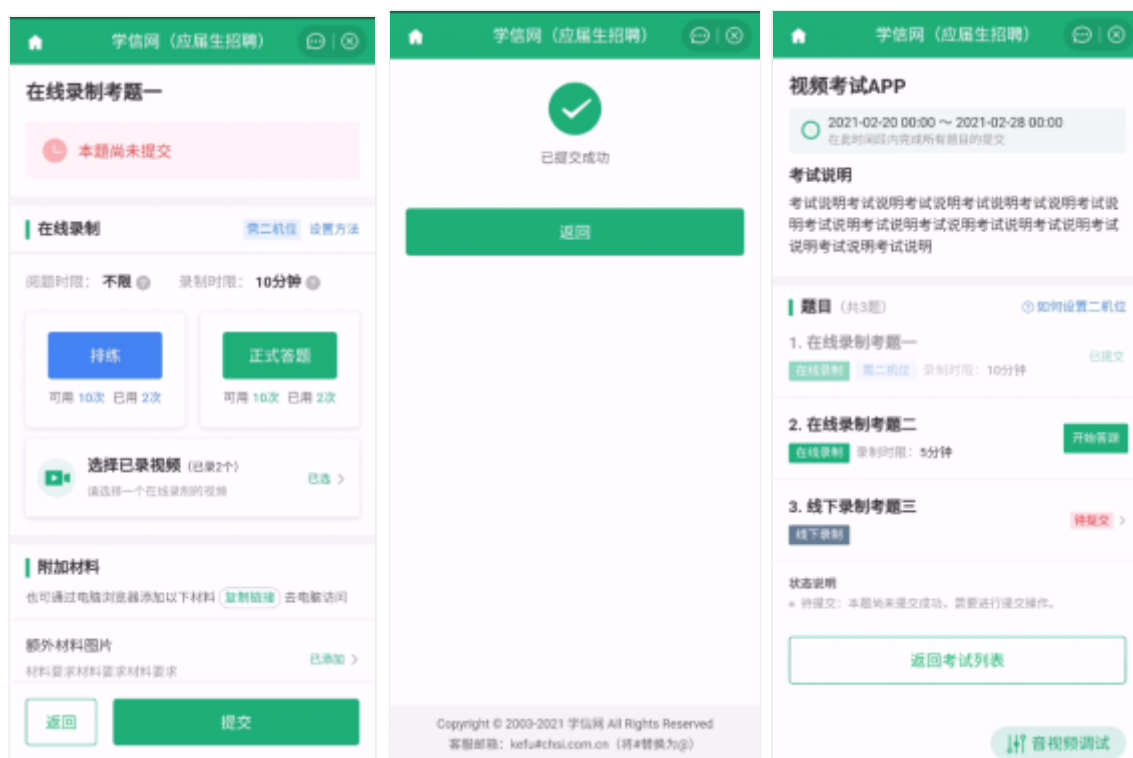 学信网（应届生招聘）
在线录制考题一
本题尚未提交
在线录制 需二机位 设置方法
阅题时限： 不限 录制时限： 10分钟
排练
可用 10次 已用 2次
正式答题
可用 10次 已用 2次
选择已录视频（已录2个）
请选择一个在线录制的视频
已选
附加材料
也可通过电脑浏览器添加以下材料 复制链接 去电脑访问
额外材料图片
材料要求材料要求材料要求
已添加
返回
提交
学信网（应届生招聘）
已提交成功
返回
Copyright © 2003-2021 学信网 All Rights Reserved
客服邮箱：kefu#chsi.com.cn（将#替换为@）
学信网（应届生招聘）
视频考试APP
2021-02-20 00:00 ～ 2021-02-28 00:00
在此时间段内完成所有题目的提交
考试说明
考试说明考试说明考试说明考试说明考试说明考试说
明考试说明考试说明考试说明考试说明考试说明考试
说明考试说明考试说明
题目（共3题） 如何设置二机位
1. 在线录制考题一
在线录制 需二机位 录制时限：10分钟
已提交
2. 在线录制考题二
在线录制 录制时限：5分钟
开始答题
3. 线下录制考题三
线下录制
待提交
状态说明
待提交：本题尚未提交成功，需要进行提交操作。
返回考试列表
音视频调试